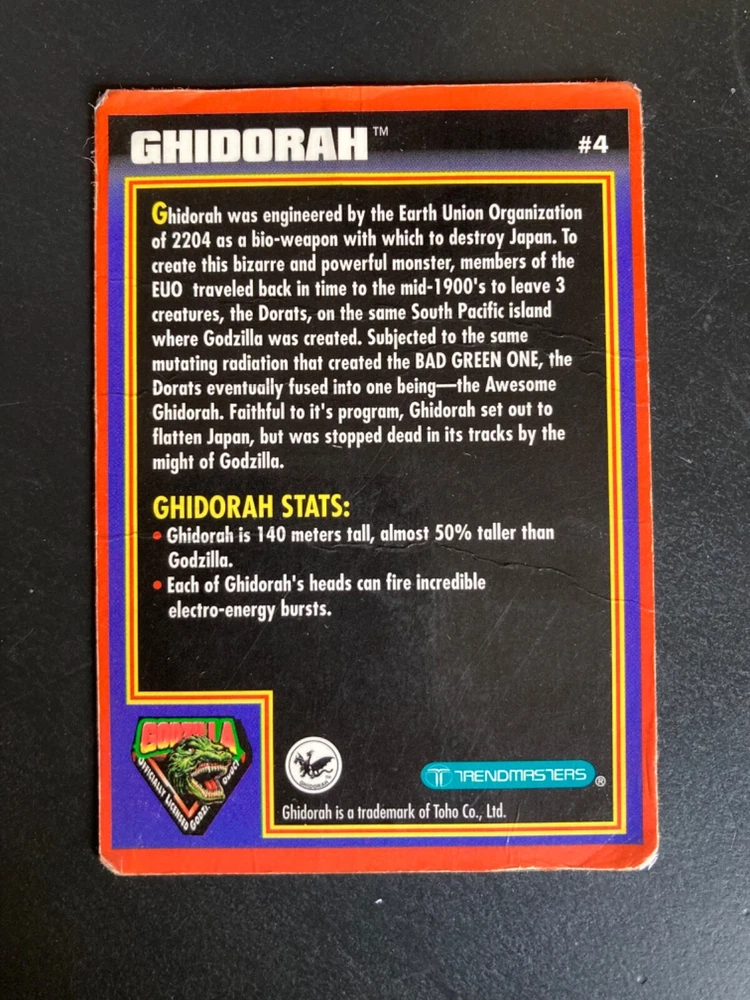 GHIDORAH™
#4
Ghidorah was engineered by the Earth Union Organization
of 2204 as a bio-weapon with which to destroy Japan. To
create this bizarre and powerful monster, members of the
EUO traveled back in time to the mid-1900's to leave 3
creatures, the Dorats, on the same South Pacific island
where Godzilla was created. Subjected to the same
mutating radiation that created the BAD GREEN ONE, the
Dorats eventually fused into one being—the Awesome
Ghidorah. Faithful to it's program, Ghidorah set out to
flatten Japan, but was stopped dead in its tracks by the
might of Godzilla.
GHIDORAH STATS:
• Ghidorah is 140 meters tall, almost 50% taller than
Godzilla.
• Each of Ghidorah's heads can fire incredible
electro-energy bursts.
GODZILLA
OFFICIALLY LICENSED GODZI
GHIDORAH'S
TRENDMASTERS®
Ghidorah is a trademark of Toho Co., Ltd.